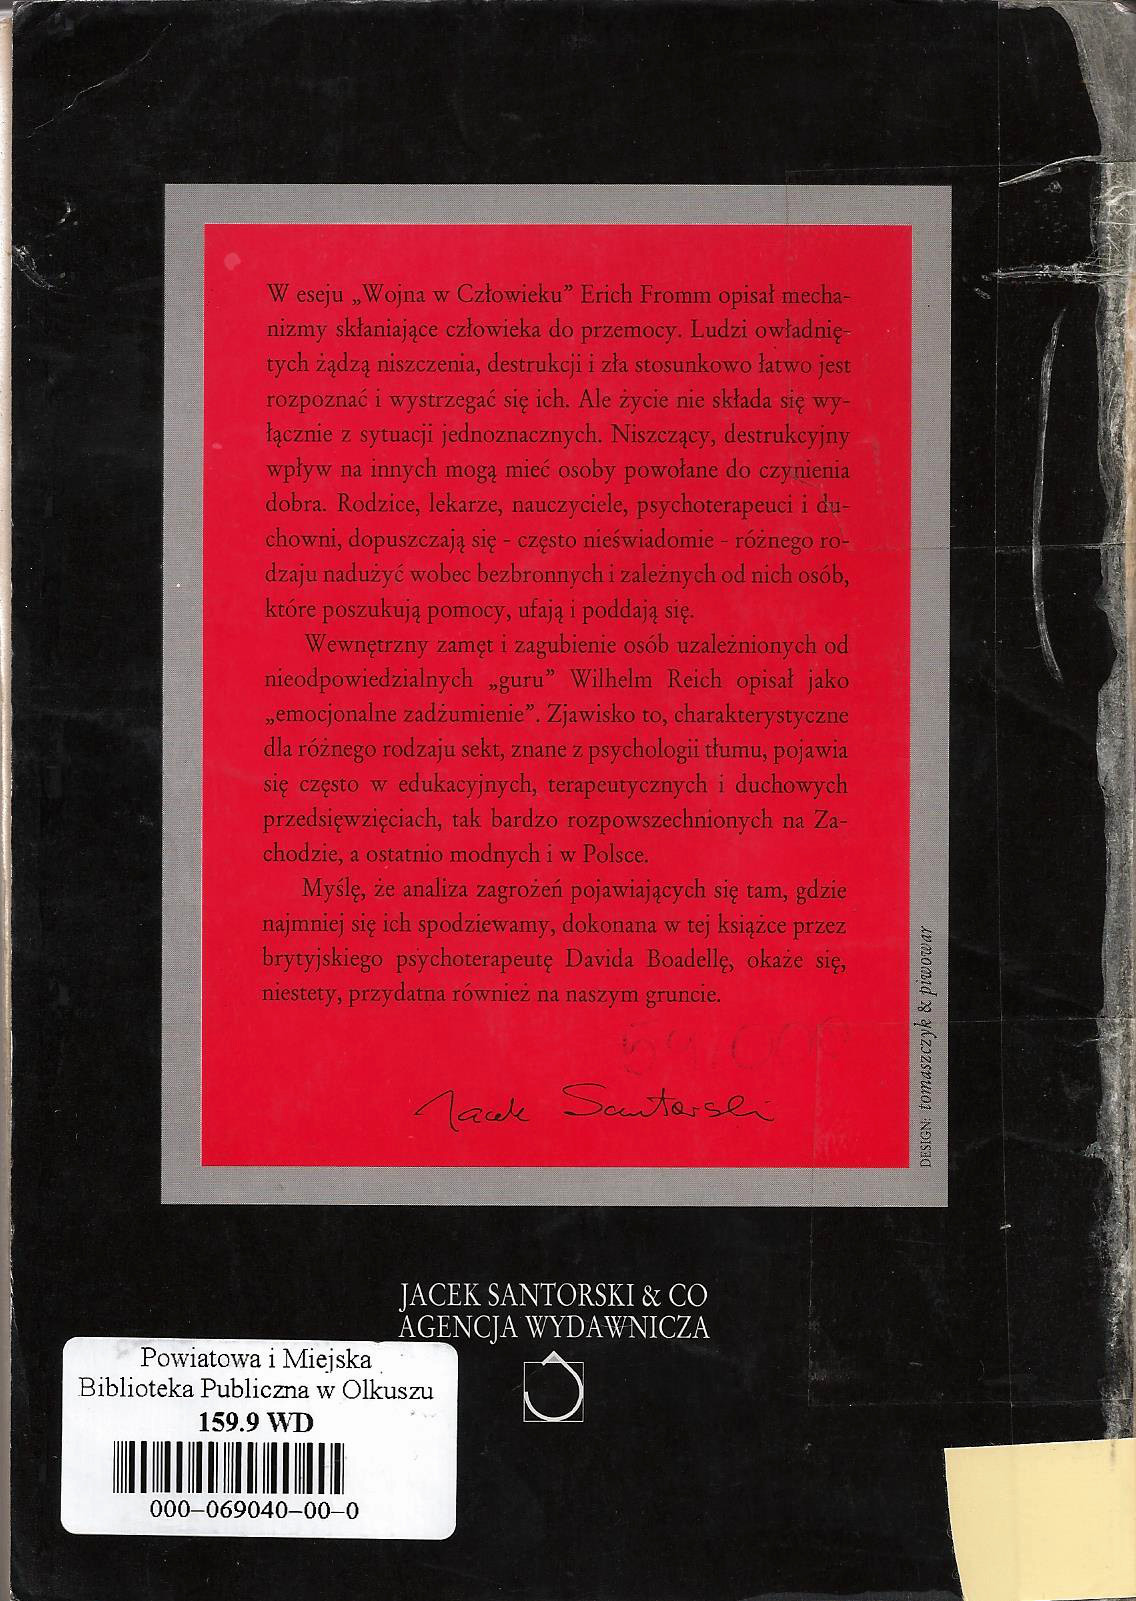 W eseju „Wojna w Człowieku” Erich Fromm opisał mecha-
nizmy skłaniające człowieka do przemocy. Ludzi owładnię-
tych żądzą niszczenia, destrukcji i zła stosunkowo łatwo jest
rozpoznać i wystrzegać się ich. Ale życie nie składa się wy-
łącznie z sytuacji jednoznacznych. Niszczący, destrukcyjny
wpływ na innych mogą mieć osoby powołane do czynienia
dobra. Rodzice, lekarze, nauczyciele, psychoterapeuci i du-
chowni, dopuszczają się - często nieświadomie - różnego ro-
dzaju nadużyć wobec bezbronnych i zależnych od nich osób,
które poszukują pomocy, ufają i poddają się.
Wewnętrzny zamęt i zagubienie osób uzależnionych od
nieodpowiedzialnych „guru” Wilhelm Reich opisał jako
„emocjonalne zadżumienie”. Zjawisko to, charakterystyczne
dla różnego rodzaju sekt, znane z psychologii tłumu, pojawia
się często w edukacyjnych, terapeutycznych i duchowych
przedsięwzięciach, tak bardzo rozpowszechnionych na Za-
chodzie, a ostatnio modnych i w Polsce.
Myślę, że analiza zagrożeń pojawiających się tam, gdzie
najmniej się ich spodziewamy, dokonana w tej książce przez
brytyjskiego psychoterapeutę Davida Boadellę, okaże się,
niestety, przydatna również na naszym gruncie.
Jacek Santorski
DESIGN: tomaszczyk & piwowar
JACEK SANTORSKI & CO
AGENCJA WYDAWNICZA
Powiatowa i Miejska
Biblioteka Publiczna w Olkuszu
159.9 WD
000-069040-00-0